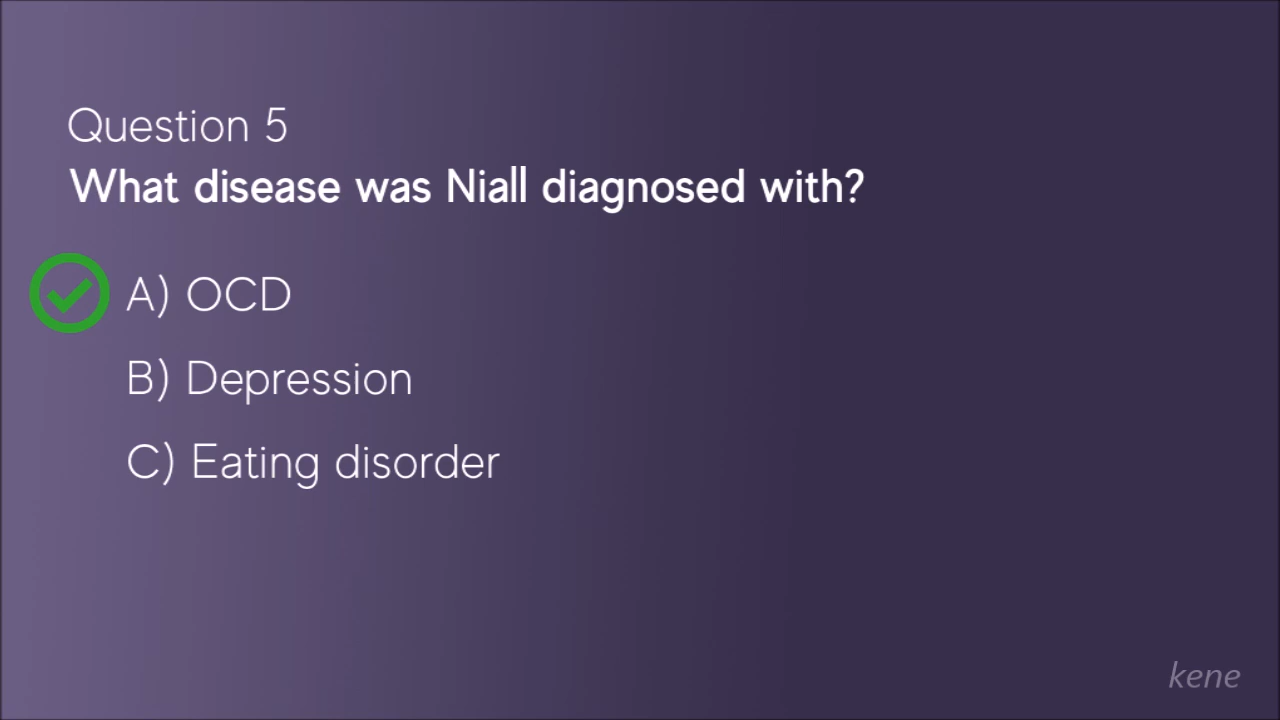 Question 5
What disease was Niall diagnosed with?
A) OCD
B) Depression
C) Eating disorder
kene